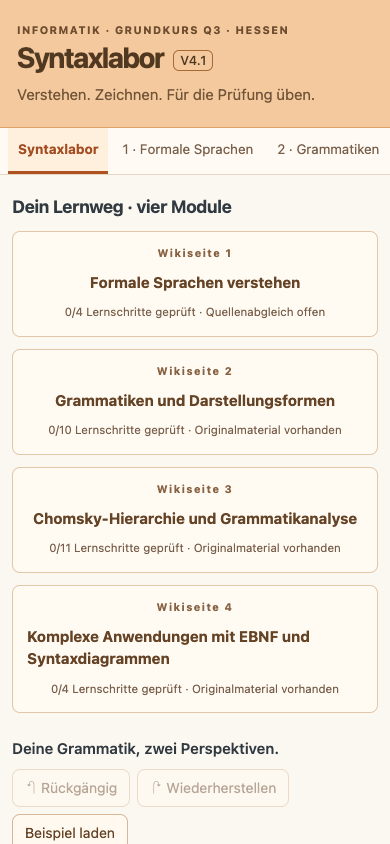 INFORMATIK · GRUNDKURS Q3 · HESSEN
Syntaxlabor V4.1
Verstehen. Zeichnen. Für die Prüfung üben.
Syntaxlabor 1 · Formale Sprachen 2 · Grammatiken
Dein Lernweg · vier Module
Wikiseite 1
Formale Sprachen verstehen
0/4 Lernschritte geprüft · Quellenabgleich offen
Wikiseite 2
Grammatiken und Darstellungsformen
0/10 Lernschritte geprüft · Originalmaterial vorhanden
Wikiseite 3
Chomsky-Hierarchie und Grammatikanalyse
0/11 Lernschritte geprüft · Originalmaterial vorhanden
Wikiseite 4
Komplexe Anwendungen mit EBNF und
Syntaxdiagrammen
0/4 Lernschritte geprüft · Originalmaterial vorhanden
Deine Grammatik, zwei Perspektiven.
Rückgängig Wiederherstellen
Beispiel laden